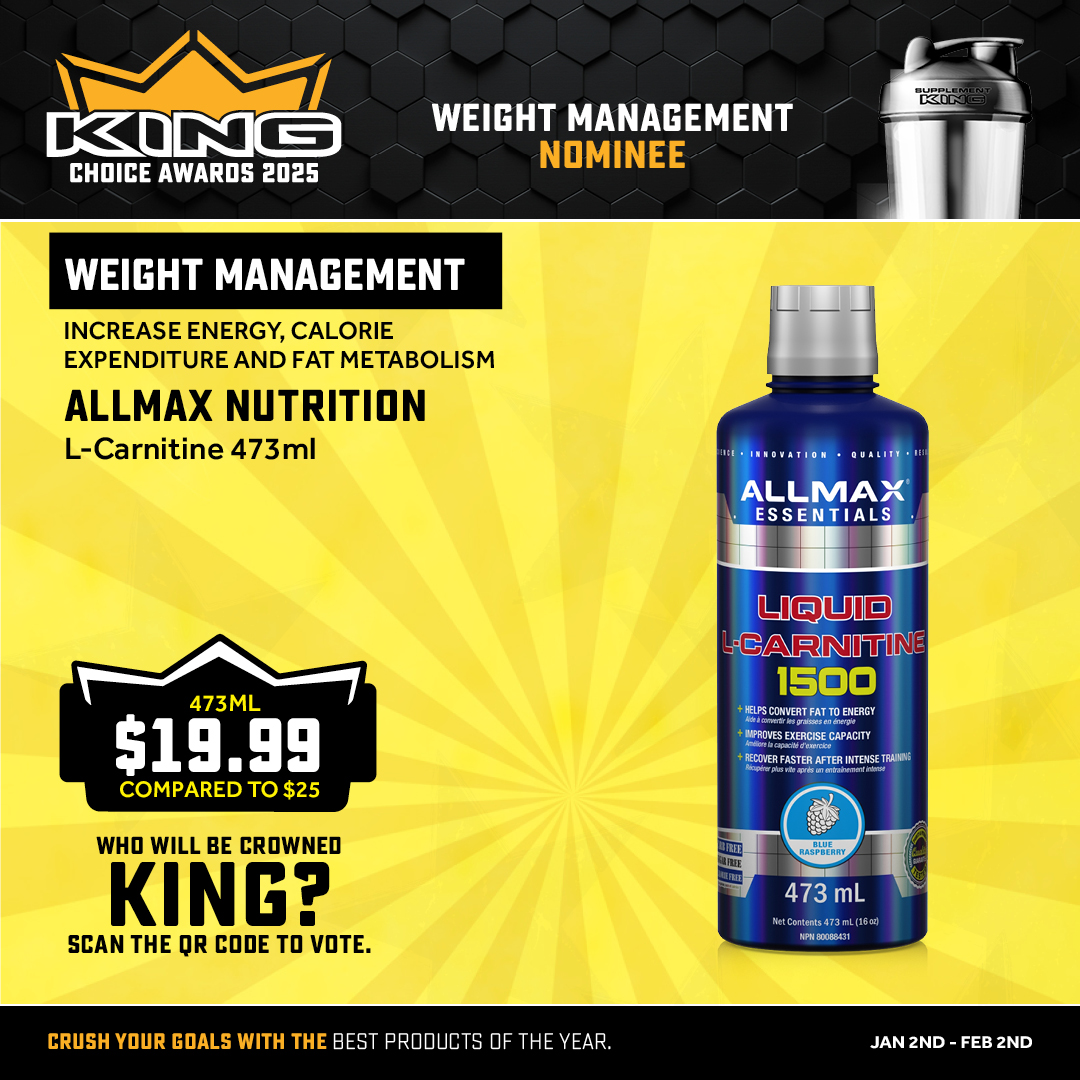 KING
CHOICE AWARDS 2025
WEIGHT MANAGEMENT
NOMINEE
SUPPLEMENT
KING
WEIGHT MANAGEMENT
INCREASE ENERGY, CALORIE
EXPENDITURE AND FAT METABOLISM
ALLMAX NUTRITION
L-Carnitine 473ml
473ML
$19.99
COMPARED TO $25
WHO WILL BE CROWNED
KING?
SCAN THE QR CODE TO VOTE.
• INNOVATION • QUALITY •
ALLMAX®
ESSENTIALS
LIQUID
L-CARNITINE
1500
+ HELPS CONVERT FAT TO ENERGY
Aide à convertir les graisses en énergie
+ IMPROVES EXERCISE CAPACITY
Améliore la capacité d'exercice
+ RECOVER FASTER AFTER INTENSE TRAINING
Récupérer plus vite après un entraînement intense
BLUE
RASPBERRY
FREE
FREE
FREE
473 mL
Net Contents 473 mL (16 oz)
NPN 80088431
CRUSH YOUR GOALS WITH THE BEST PRODUCTS OF THE YEAR.
JAN 2ND - FEB 2ND